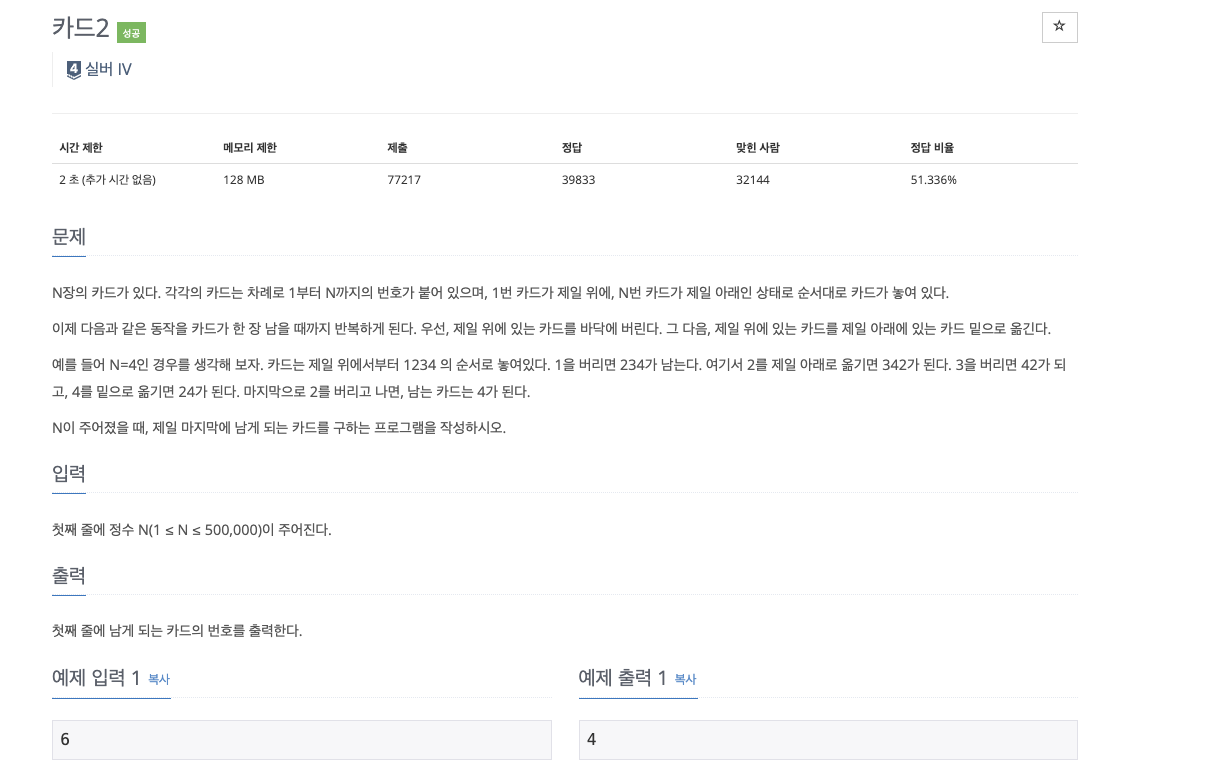 카드2 성공
☆
4 실버 IV
시간 제한 메모리 제한 제출 정답 맞힌 사람 정답 비율
2 초 (추가 시간 없음) 128 MB 77217 39833 32144 51.336%
문제
N장의 카드가 있다. 각각의 카드는 차례로 1부터 N까지의 번호가 붙어 있으며, 1번 카드가 제일 위에, N번 카드가 제일 아래인 상태로 순서대로 카드가 놓여 있다.
이제 다음과 같은 동작을 카드가 한 장 남을 때까지 반복하게 된다. 우선, 제일 위에 있는 카드를 바닥에 버린다. 그 다음, 제일 위에 있는 카드를 제일 아래에 있는 카드 밑으로 옮긴다.
예를 들어 N=4인 경우를 생각해 보자. 카드는 제일 위에서부터 1234 의 순서로 놓여있다. 1을 버리면 234가 남는다. 여기서 2를 제일 아래로 옮기면 342가 된다. 3을 버리면 42가 되
고, 4를 밑으로 옮기면 24가 된다. 마지막으로 2를 버리고 나면, 남는 카드는 4가 된다.
N이 주어졌을 때, 제일 마지막에 남게 되는 카드를 구하는 프로그램을 작성하시오.
입력
첫째 줄에 정수 N(1 ≤ N ≤ 500,000)이 주어진다.
출력
첫째 줄에 남게 되는 카드의 번호를 출력한다.
예제 입력 1 복사
예제 출력 1 복사
6
4